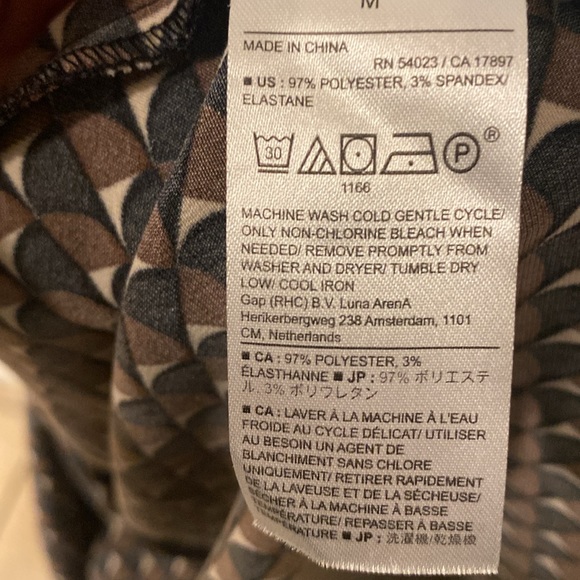 M
MADE IN CHINA
RN 54023 / CA 17897
■ US : 97% POLYESTER, 3% SPANDEX/
ELASTANE
30 P ®
1166
MACHINE WASH COLD GENTLE CYCLE/
ONLY NON-CHLORINE BLEACH WHEN
NEEDED/ REMOVE PROMPTLY FROM
WASHER AND DRYER/ TUMBLE DRY
LOW/ COOL IRON
Gap (RHC) B.V. Luna ArenA
Herikerbergweg 238 Amsterdam, 1101
CM, Netherlands
■ CA : 97% POLYESTER, 3%
ÉLASTHANNE ■ JP : 97% ポリエステ
ル, 3% ポリウレタン
■ CA : LAVER À LA MACHINE À L'EAU
FROIDE AU CYCLE DÉLICAT/ UTILISER
AU BESOIN UN AGENT DE
BLANCHIMENT SANS CHLORE
UNIQUEMENT/ RETIRER RAPIDEMENT
DE LA LAVEUSE ET DE LA SÉCHEUSE/
SÉCHER À LA MACHINE À BASSE
TEMPÉRATURE/ REPASSER À BASSE
TEMPÉRATURE ■ JP : 洗濯機/乾燥機